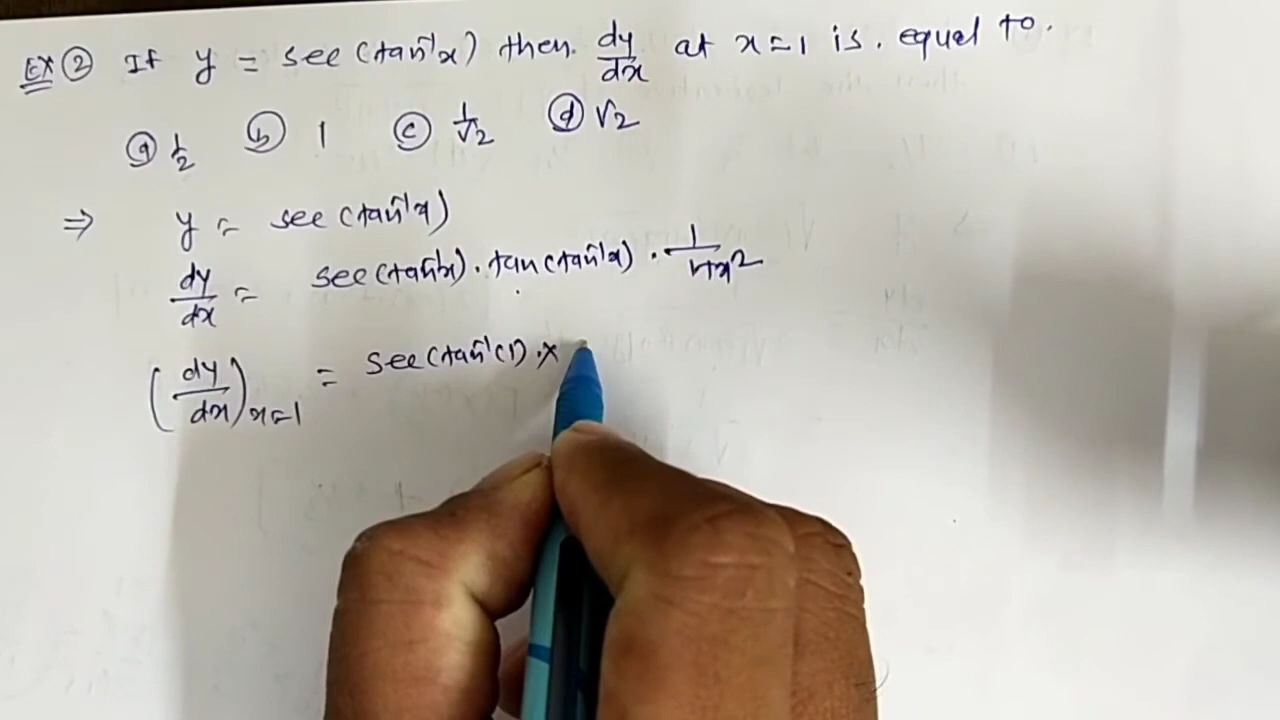 Ex ② If y = sec(tan⁻¹x) then dy/dx at x=1 is. equal to.
ⓐ 1/2 ⓑ 1 ⓒ 1/√2 ⓓ √2
⇒ y = sec(tan⁻¹x)
dy/dx = sec(tan⁻¹x) . tan(tan⁻¹x) . 1/1+x²
(dy/dx)x=1 = sec(tan⁻¹(1) . x